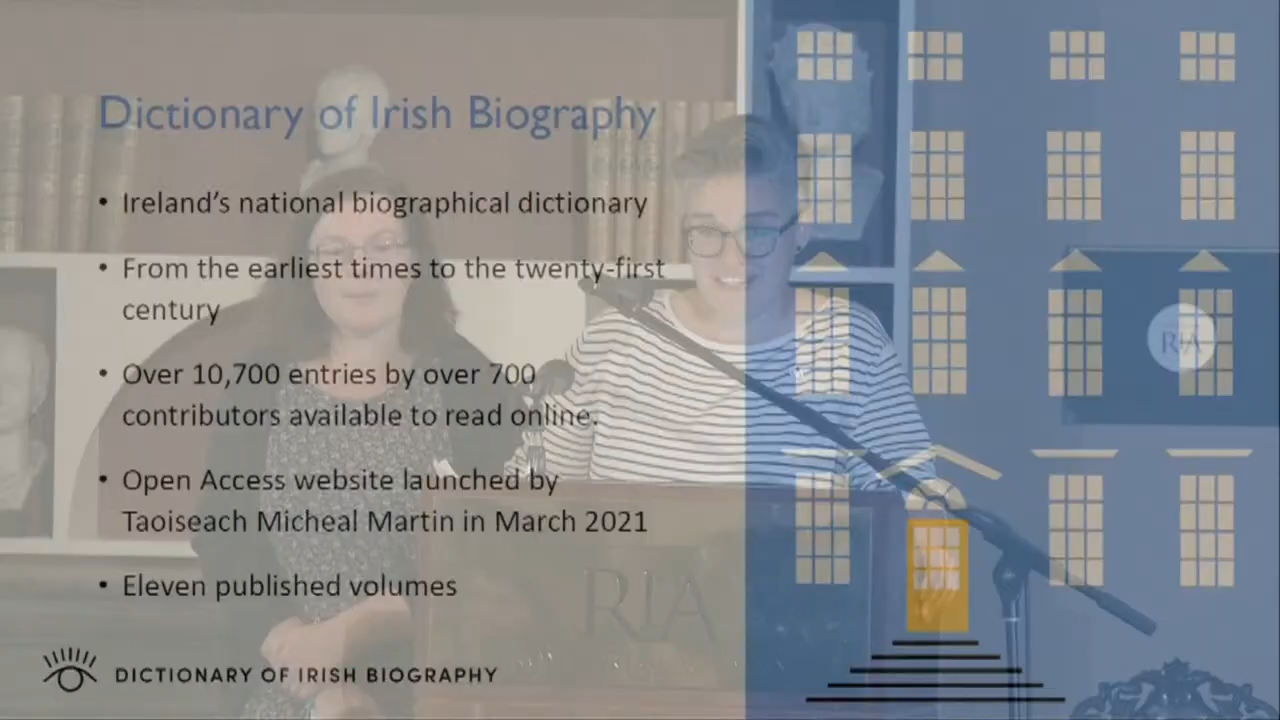 Dictionary of Irish Biography
• Ireland's national biographical dictionary
• From the earliest times to the twenty-first
century
• Over 10,700 entries by over 700
contributors available to read online.
• Open Access website launched by
Taoiseach Micheal Martin in March 2021
• Eleven published volumes
RIA
RIA
DICTIONARY OF IRISH BIOGRAPHY